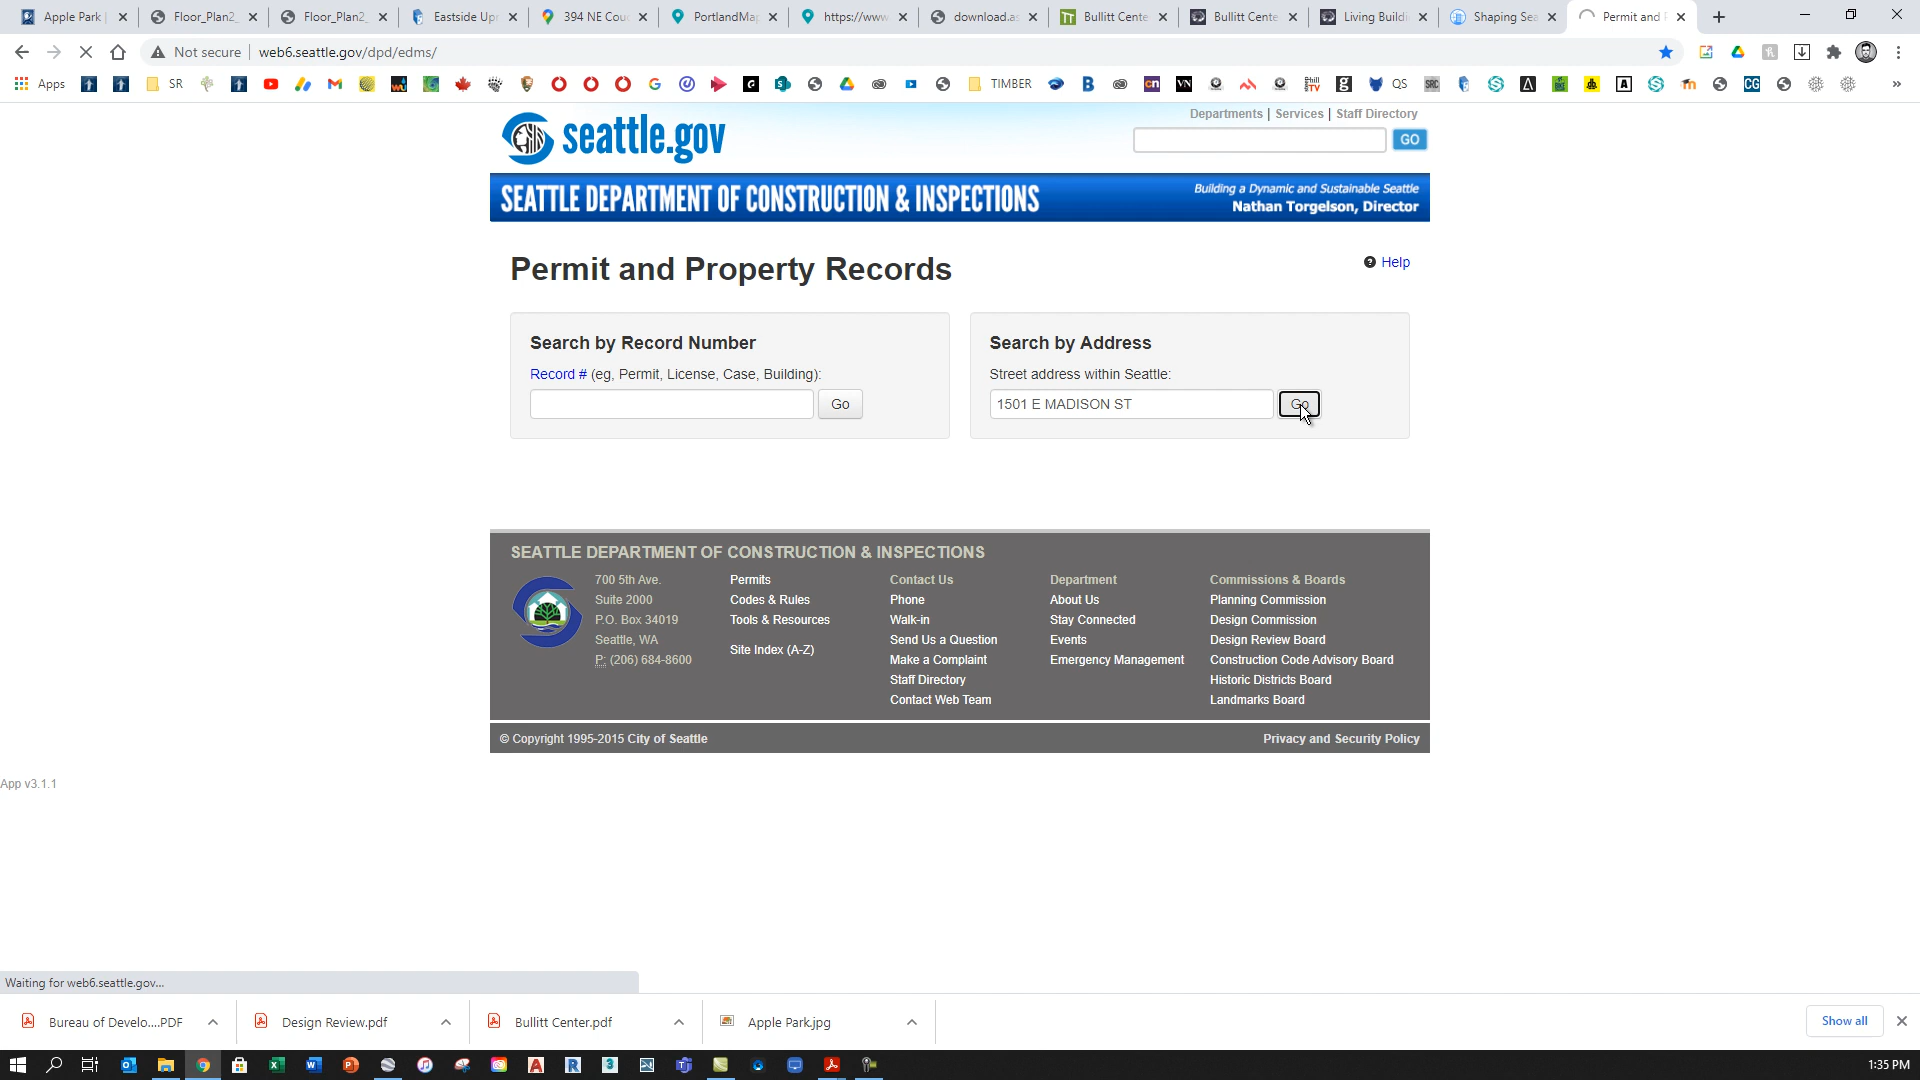 Apple Park
Floor_Plan2_
Floor_Plan2_
Eastside Upr
394 NE Couc
PortlandMap
https://www.
download.as
Bullitt Cente
Bullitt Cente
Living Buildi
Shaping Sea
Permit and
Not secure
web6.seattle.gov/dpd/edms/
Apps
SR
TIMBER
QS
seattle.gov
Departments | Services | Staff Directory
GO
SEATTLE DEPARTMENT OF CONSTRUCTION & INSPECTIONS
Building a Dynamic and Sustainable Seattle
Nathan Torgelson, Director
Permit and Property Records
Help
Search by Record Number
Record # (eg, Permit, License, Case, Building):
Go
Search by Address
Street address within Seattle:
1501 E MADISON ST
Go
SEATTLE DEPARTMENT OF CONSTRUCTION & INSPECTIONS
700 5th Ave.
Suite 2000
P.O. Box 34019
Seattle, WA
P: (206) 684-8600
Permits
Codes & Rules
Tools & Resources
Site Index (A-Z)
Contact Us
Phone
Walk-in
Send Us a Question
Make a Complaint
Staff Directory
Contact Web Team
Department
About Us
Stay Connected
Events
Emergency Management
Commissions & Boards
Planning Commission
Design Commission
Design Review Board
Construction Code Advisory Board
Historic Districts Board
Landmarks Board
© Copyright 1995-2015 City of Seattle
Privacy and Security Policy
App v3.1.1
Waiting for web6.seattle.gov...
Bureau of Develo....PDF
Design Review.pdf
Bullitt Center.pdf
Apple Park.jpg
Show all
1:35 PM